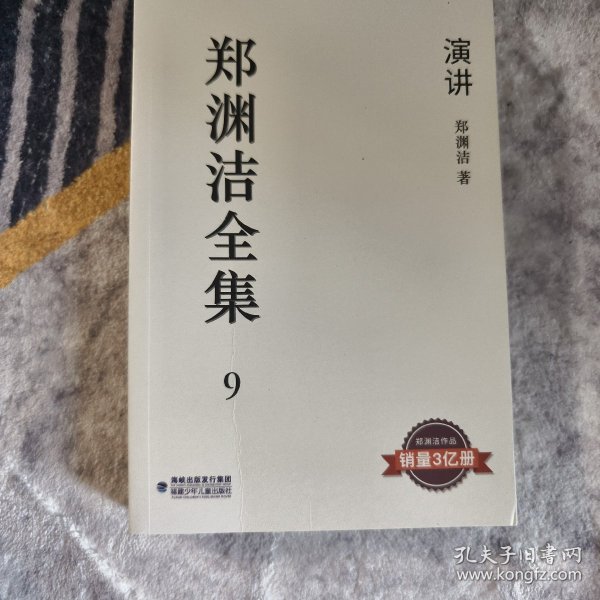 演讲
郑渊洁 著
郑渊洁全集
9
郑渊洁作品
销量3亿册
海峡出版发行集团
福建少年儿童出版社
孔夫子旧书网
www.kongfz.com